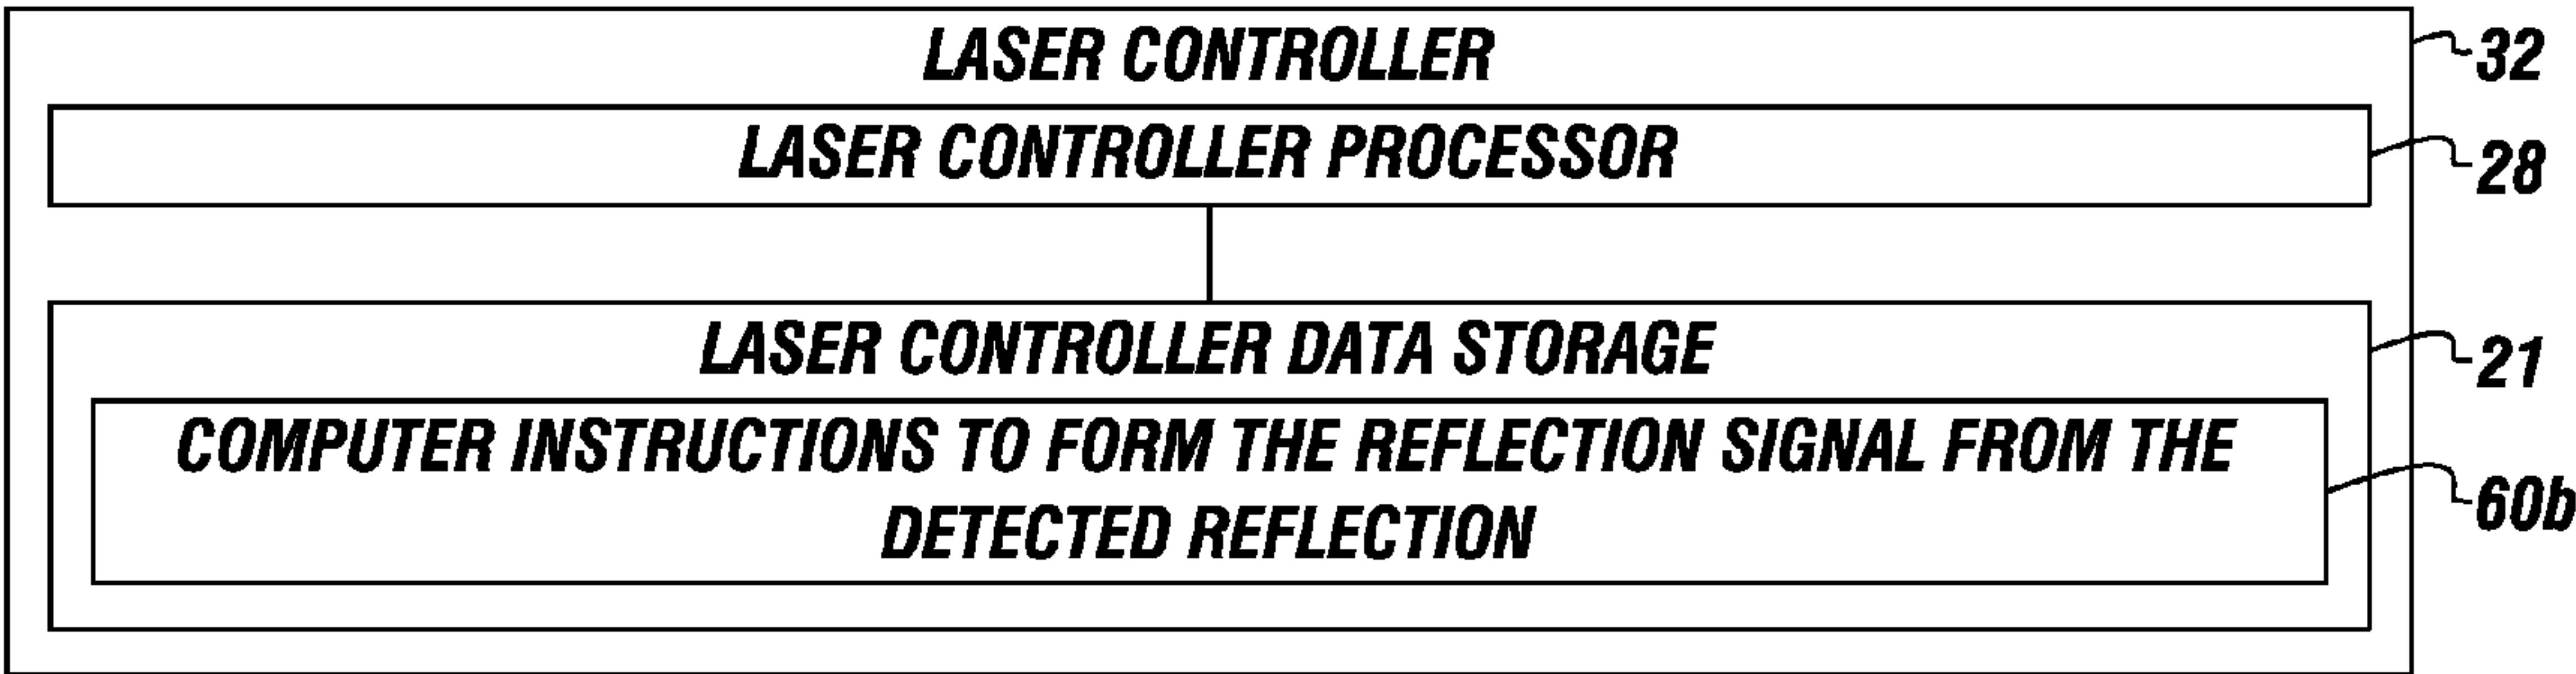 LASER CONTROLLER
32
LASER CONTROLLER PROCESSOR
28
LASER CONTROLLER DATA STORAGE
21
COMPUTER INSTRUCTIONS TO FORM THE REFLECTION SIGNAL FROM THE
DETECTED REFLECTION
60b